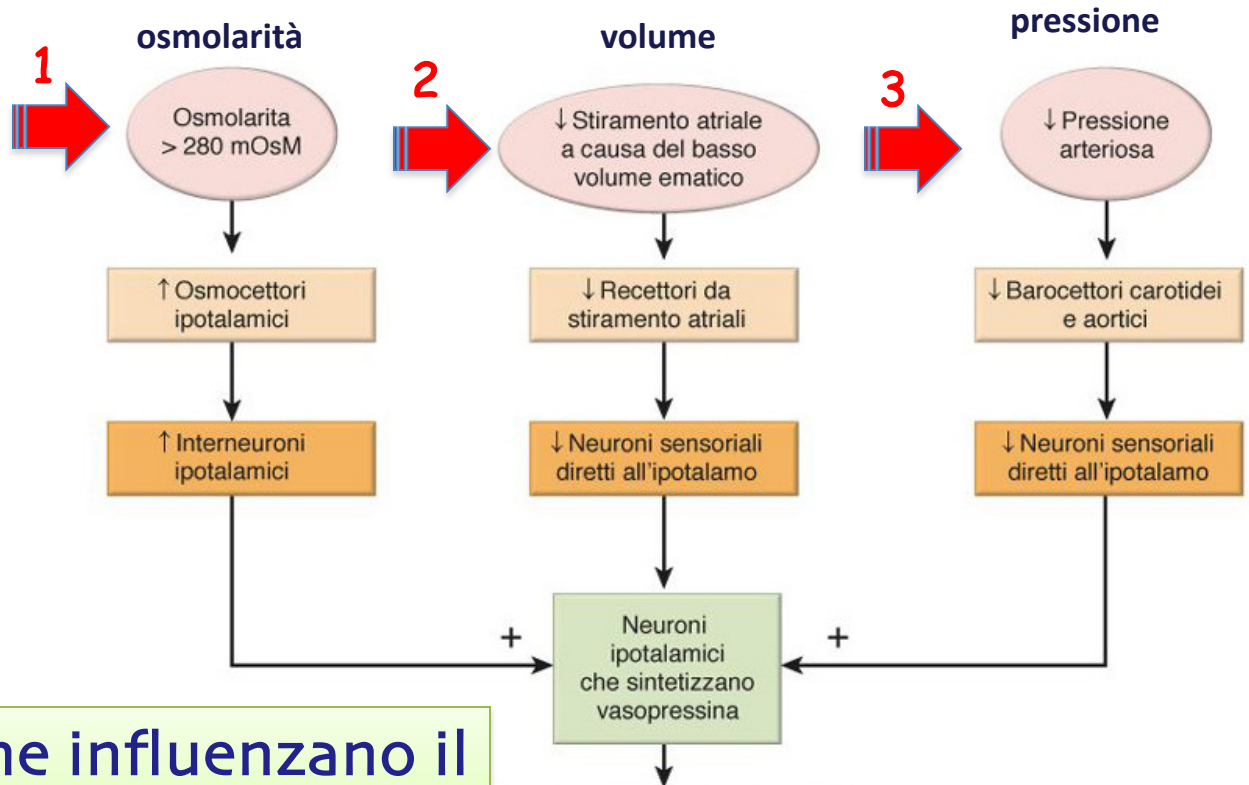 osmolarità
volume
pressione
1
2
3
Osmolarita
> 280 mOsM
↓ Stiramento atriale
a causa del basso
volume ematico
↓ Pressione
arteriosa
↑ Osmocettori
ipotalamici
↓ Recettori da
stiramento atriali
↓ Barocettori carotidei
e aortici
↑ Interneuroni
ipotalamici
↓ Neuroni sensoriali
diretti all'ipotalamo
↓ Neuroni sensoriali
diretti all'ipotalamo
+
+
Neuroni
ipotalamici
che sintetizzano
vasopressina
influenzano il